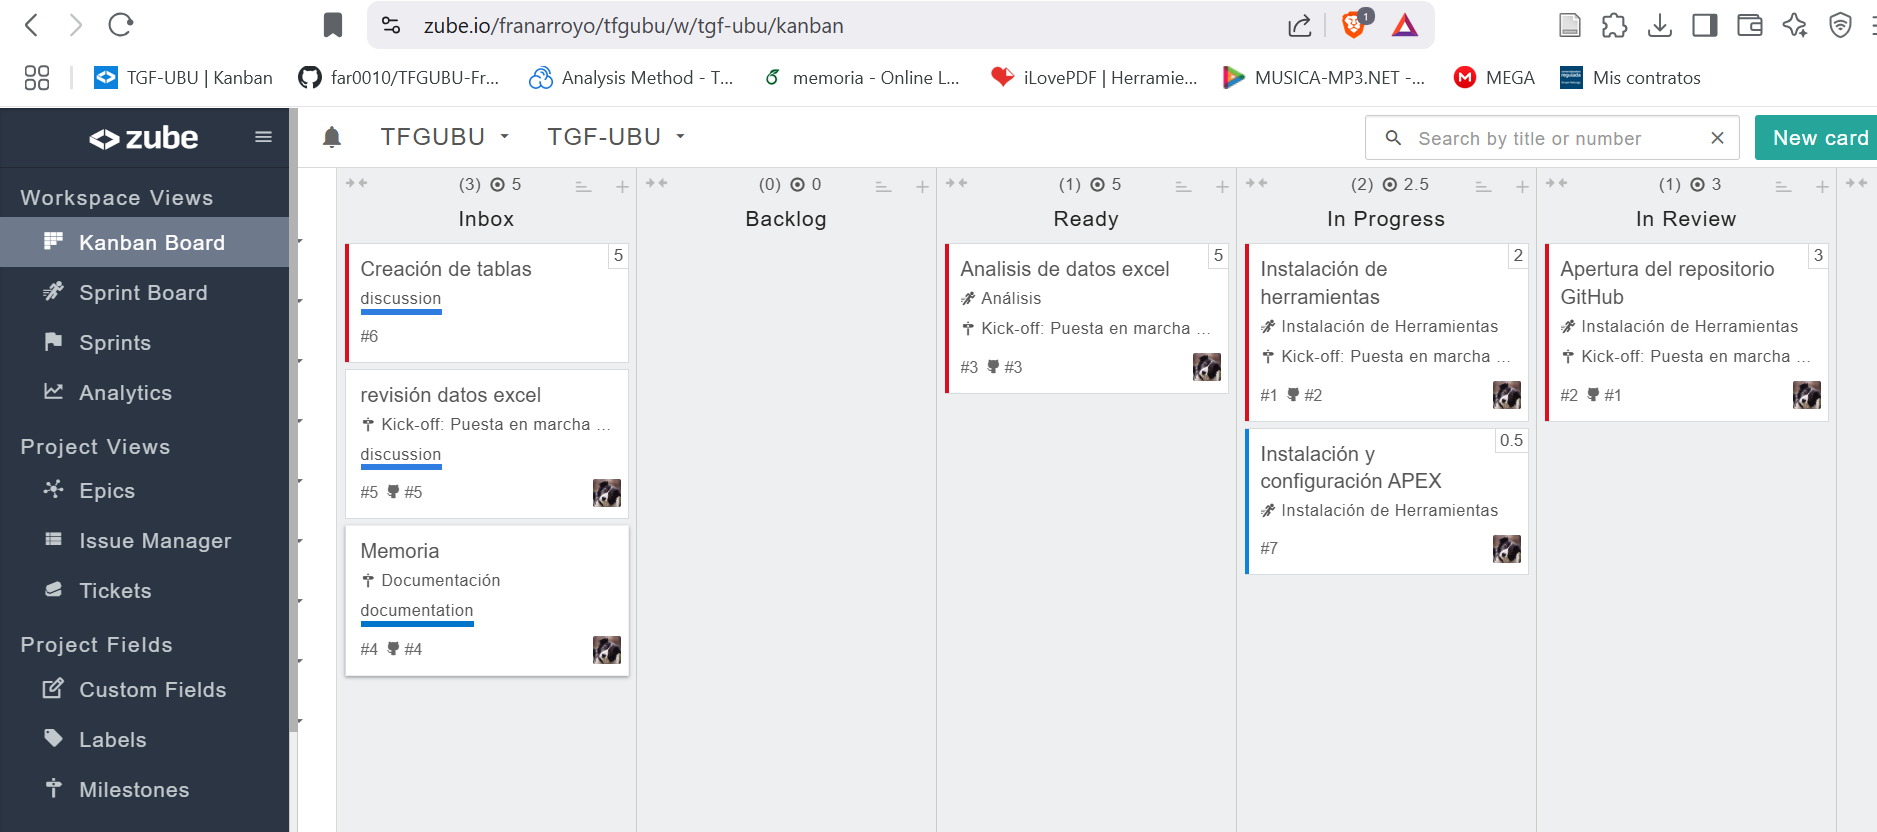 zube.io/franarroyo/tfgubu/w/tgf-ubu/kanban
1
TGF-UBU | Kanban
far0010/TFGUBU-Fr...
Analysis Method - T...
memoria - Online L...
iLovePDF | Herramie...
MUSICA-MP3.NET -...
MEGA
Mis contratos
zube
TFGUBU
TGF-UBU
Search by title or number
New card
Workspace Views
Kanban Board
Sprint Board
Sprints
Analytics
Project Views
Epics
Issue Manager
Tickets
Project Fields
Custom Fields
Labels
Milestones
(3) 5
Inbox
Creación de tablas
5
discussion
#6
revisión datos excel
Kick-off: Puesta en marcha ...
discussion
#5 #5
Memoria
Documentación
documentation
#4 #4
(0) 0
Backlog
(1) 5
Ready
Analisis de datos excel
5
Análisis
Kick-off: Puesta en marcha ...
#3 #3
(2) 2.5
In Progress
Instalación de
herramientas
2
Instalación de Herramientas
Kick-off: Puesta en marcha ...
#1 #2
Instalación y
configuración APEX
0.5
Instalación de Herramientas
#7
(1) 3
In Review
Apertura del repositorio
GitHub
3
Instalación de Herramientas
Kick-off: Puesta en marcha ...
#2 #1